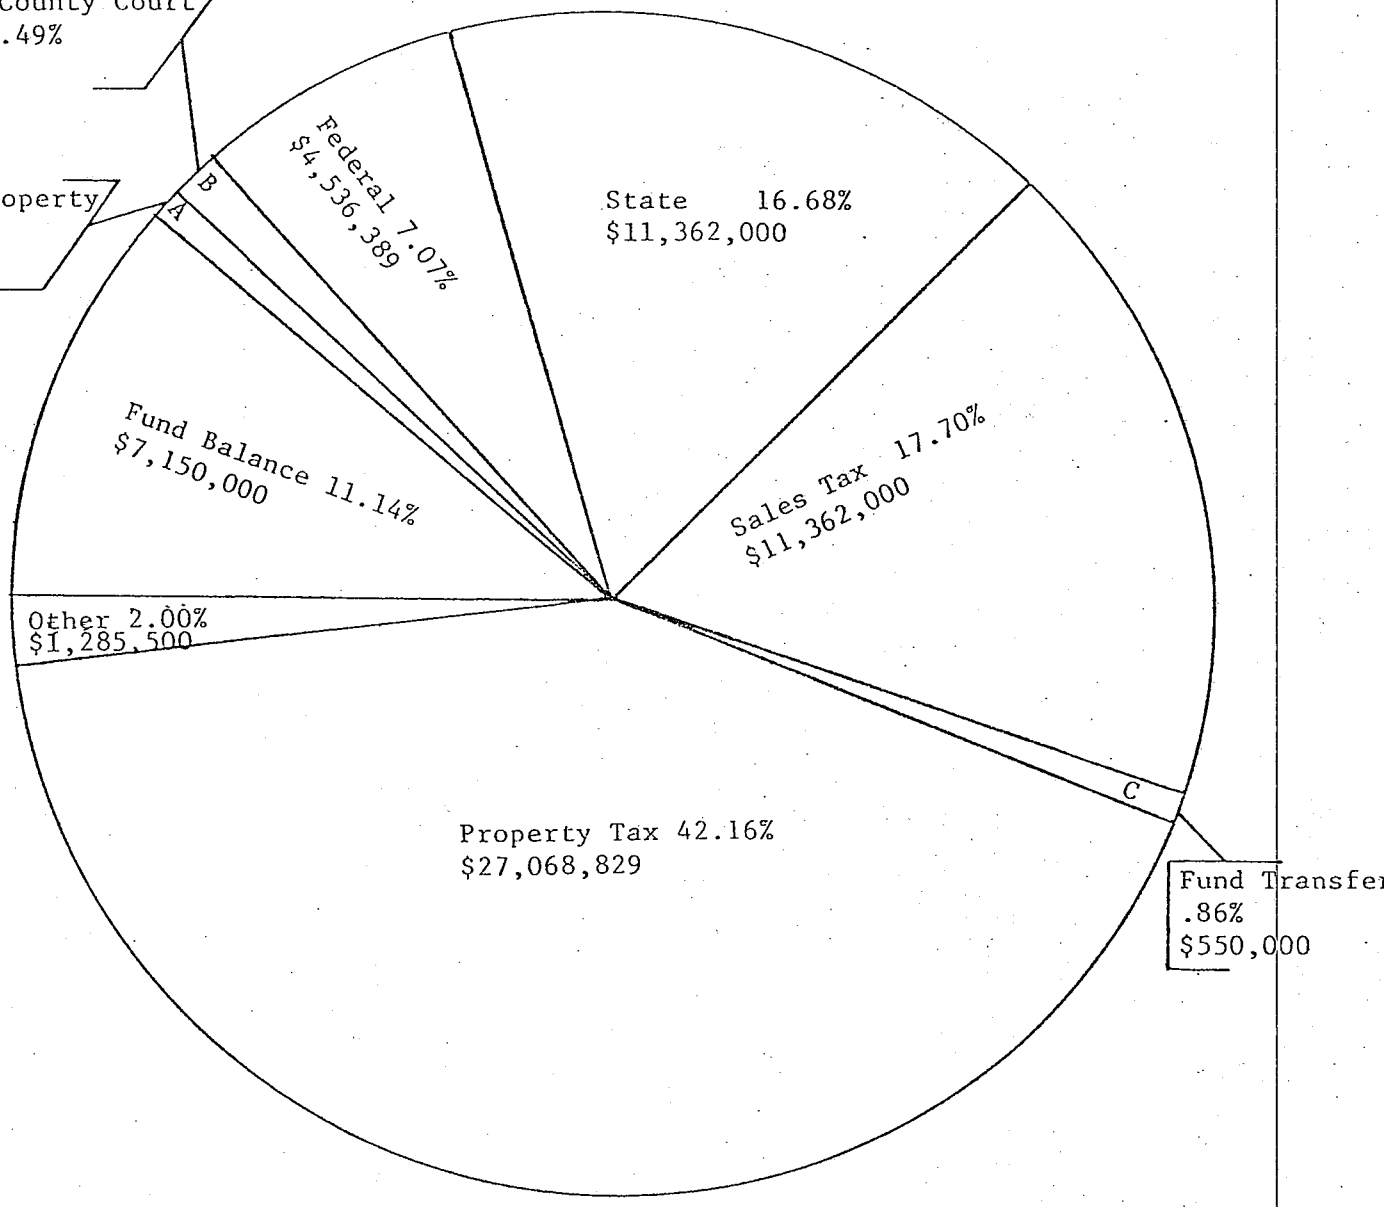 County Court
.49%
operty
B
A
Federal 7.07%
$4,536,389
State 16.68%
$11,362,000
Fund Balance 11.14%
$7,150,000
Sales Tax 17.70%
$11,362,000
Other 2.00%
$1,285,500
C
Property Tax 42.16%
$27,068,829
Fund Transfer
.86%
$550,000